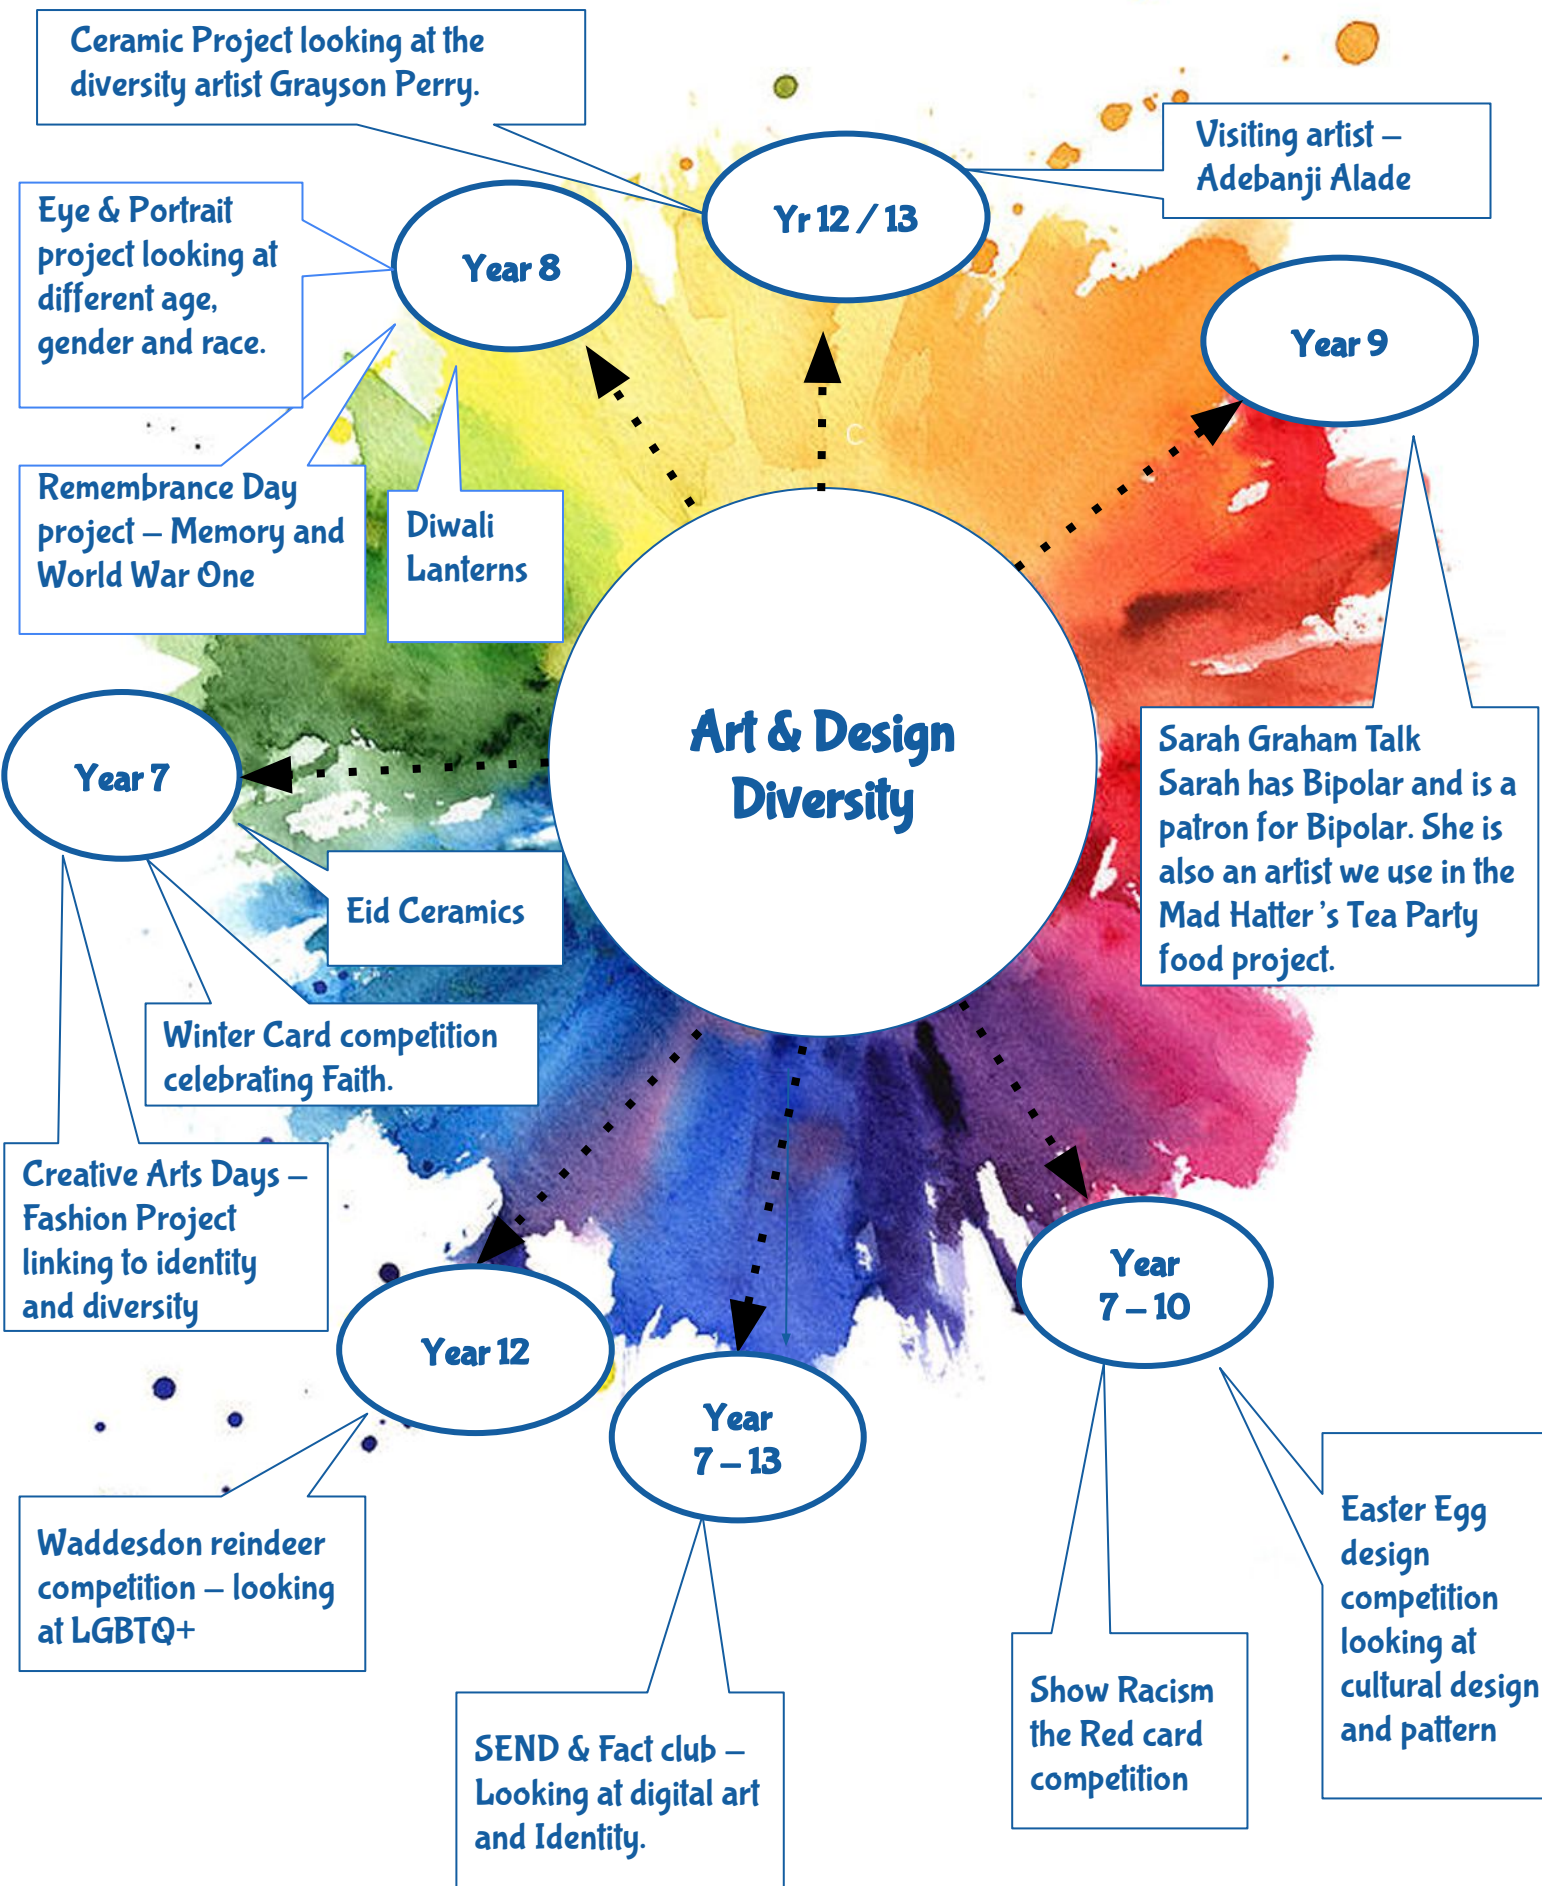 Ceramic Project looking at the
diversity artist Grayson Perry.
Visiting artist –
Adebanji Alade
Eye & Portrait
project looking at
different age,
gender and race.
Year 8
Yr 12 / 13
Year 9
C
Remembrance Day
project – Memory and
World War One
Diwali
Lanterns
Art & Design
Diversity
Year 7
Sarah Graham Talk
Sarah has Bipolar and is a
patron for Bipolar. She is
also an artist we use in the
Mad Hatter 's Tea Party
food project.
Eid Ceramics
Winter Card competition
celebrating Faith.
Creative Arts Days –
Fashion Project
linking to identity
and diversity
Year 12
Year
7 – 13
Year
7 – 10
Waddesdon reindeer
competition – looking
at LGBTQ+
SEND & Fact club –
Looking at digital art
and Identity.
Show Racism
the Red card
competition
Easter Egg
design
competition
looking at
cultural design
and pattern